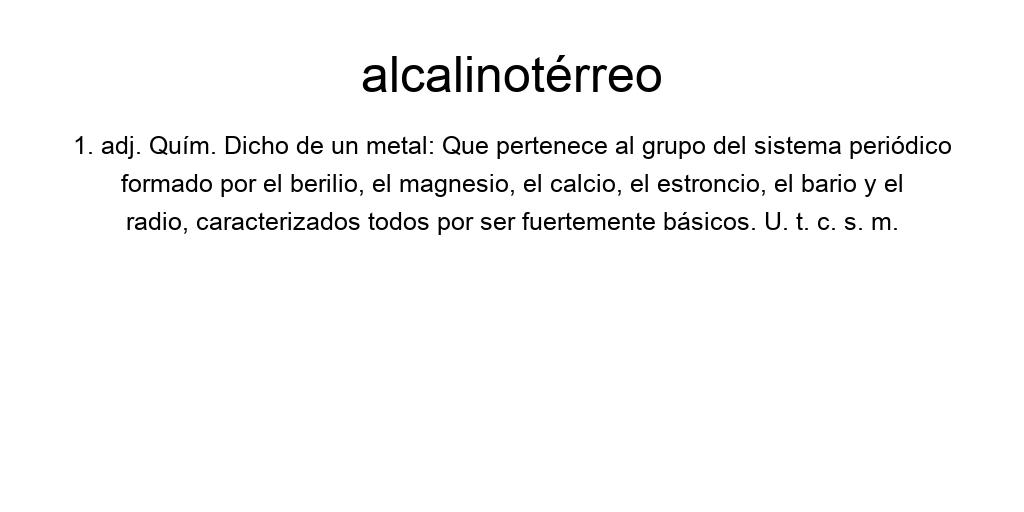 alcalinotérreo
1. adj. Quím. Dicho de un metal: Que pertenece al grupo del sistema periódico
formado por el berilio, el magnesio, el calcio, el estroncio, el bario y el
radio, caracterizados todos por ser fuertemente básicos. U. t. c. s. m.